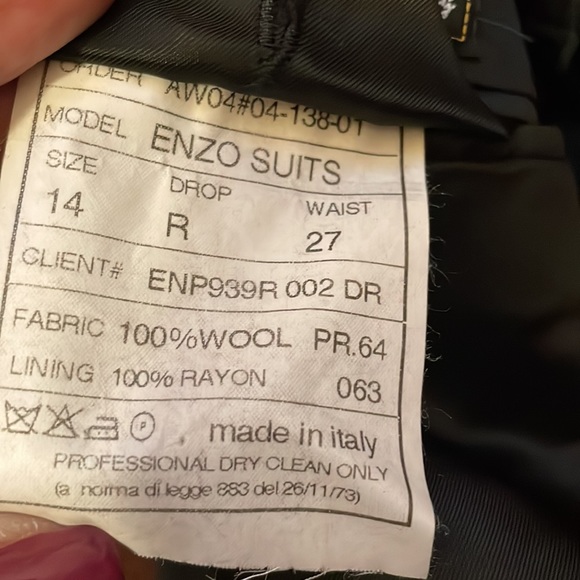 ORDER AW04#04-138-01
MODEL ENZO SUITS
SIZE DROP WAIST
14 R 27
CLIENT# ENP939R 002 DR
FABRIC 100%WOOL PR.64
LINING 100% RAYON 063
P . made in italy
PROFESSIONAL DRY CLEAN ONLY
(a norma di legge 883 del 26/11/73)